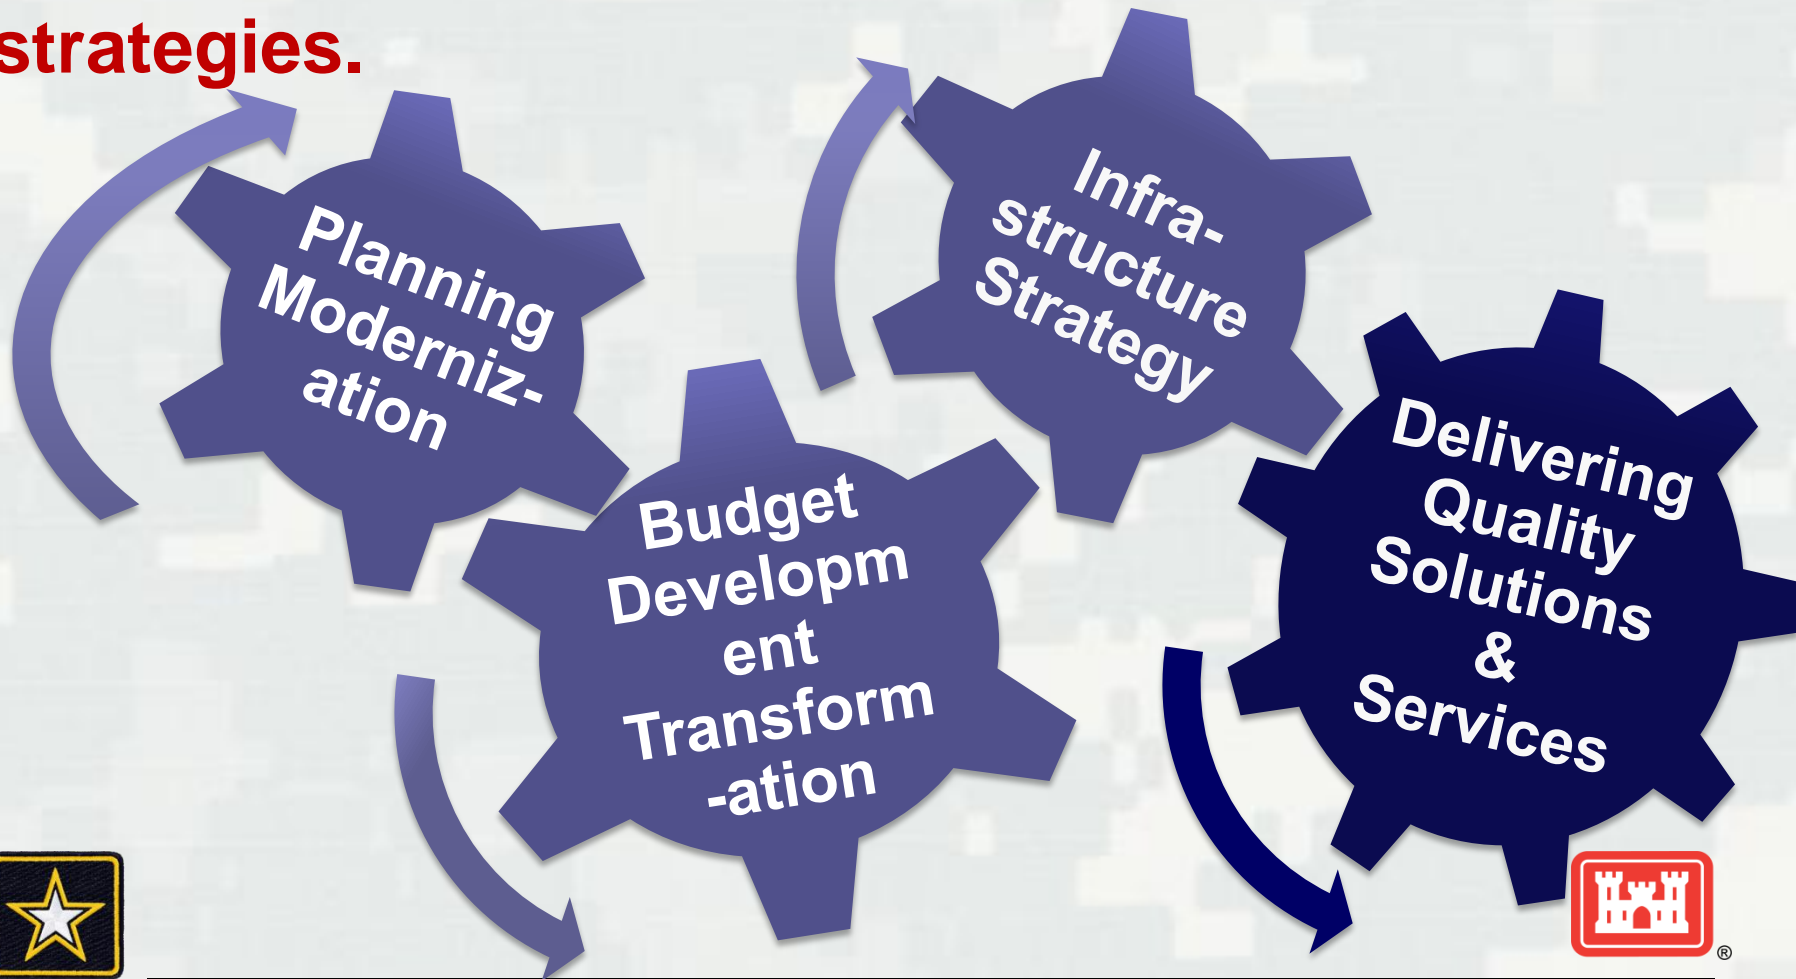 strategies.
Planning
Moderniz-
ation
Infra-
structure
Strategy
Budget
Developm
ent
Transform
-ation
Delivering
Quality
Solutions
&
Services
®